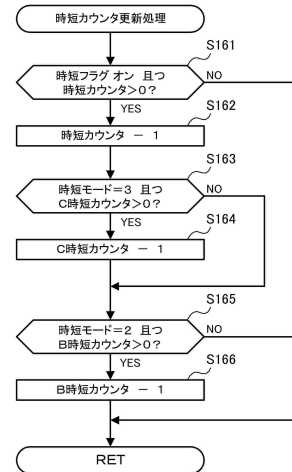 時短カウンタ更新処理
S161
時短フラグ オン 且つ
時短カウンタ>0?
NO
YES
S162
時短カウンタ － 1
S163
時短モード=3 且つ
C時短カウンタ>0?
NO
YES
S164
C時短カウンタ － 1
S165
時短モード=2 且つ
B時短カウンタ>0?
NO
YES
S166
B時短カウンタ － 1
RET